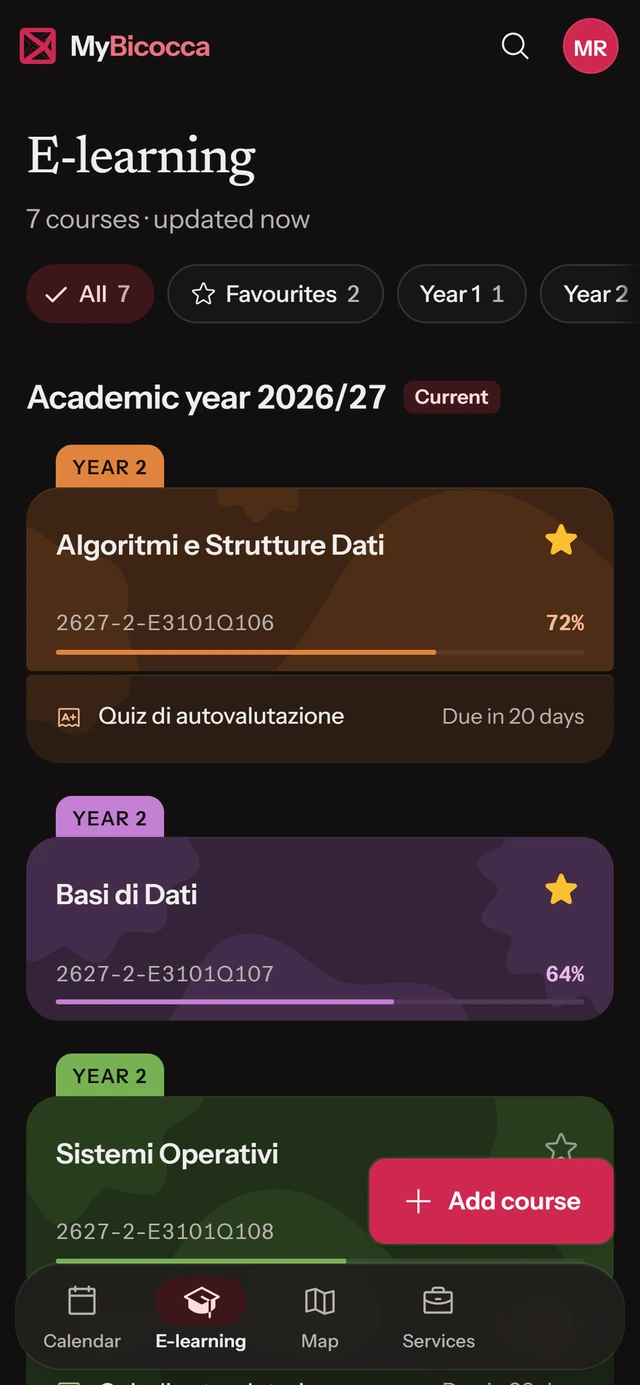 MyBicocca
MR
E-learning
7 courses · updated now
All 7
Favourites 2
Year 1 1
Year 2
Academic year 2026/27 Current
YEAR 2
Algoritmi e Strutture Dati
2627-2-E3101Q106 72%
A+ Quiz di autovalutazione Due in 20 days
YEAR 2
Basi di Dati
2627-2-E3101Q107 64%
YEAR 2
Sistemi Operativi
Add course
2627-2-E3101Q108
Calendar E-learning Map Services